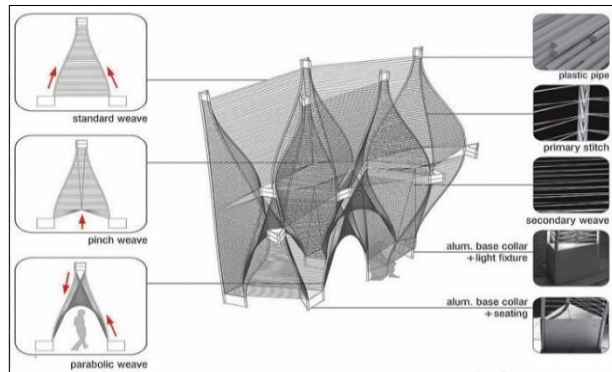 standard weave
pinch weave
parabolic weave
plastic pipe
primary stitch
secondary weave
alum. base collar
+ light fixture
alum. base collar
+ seating